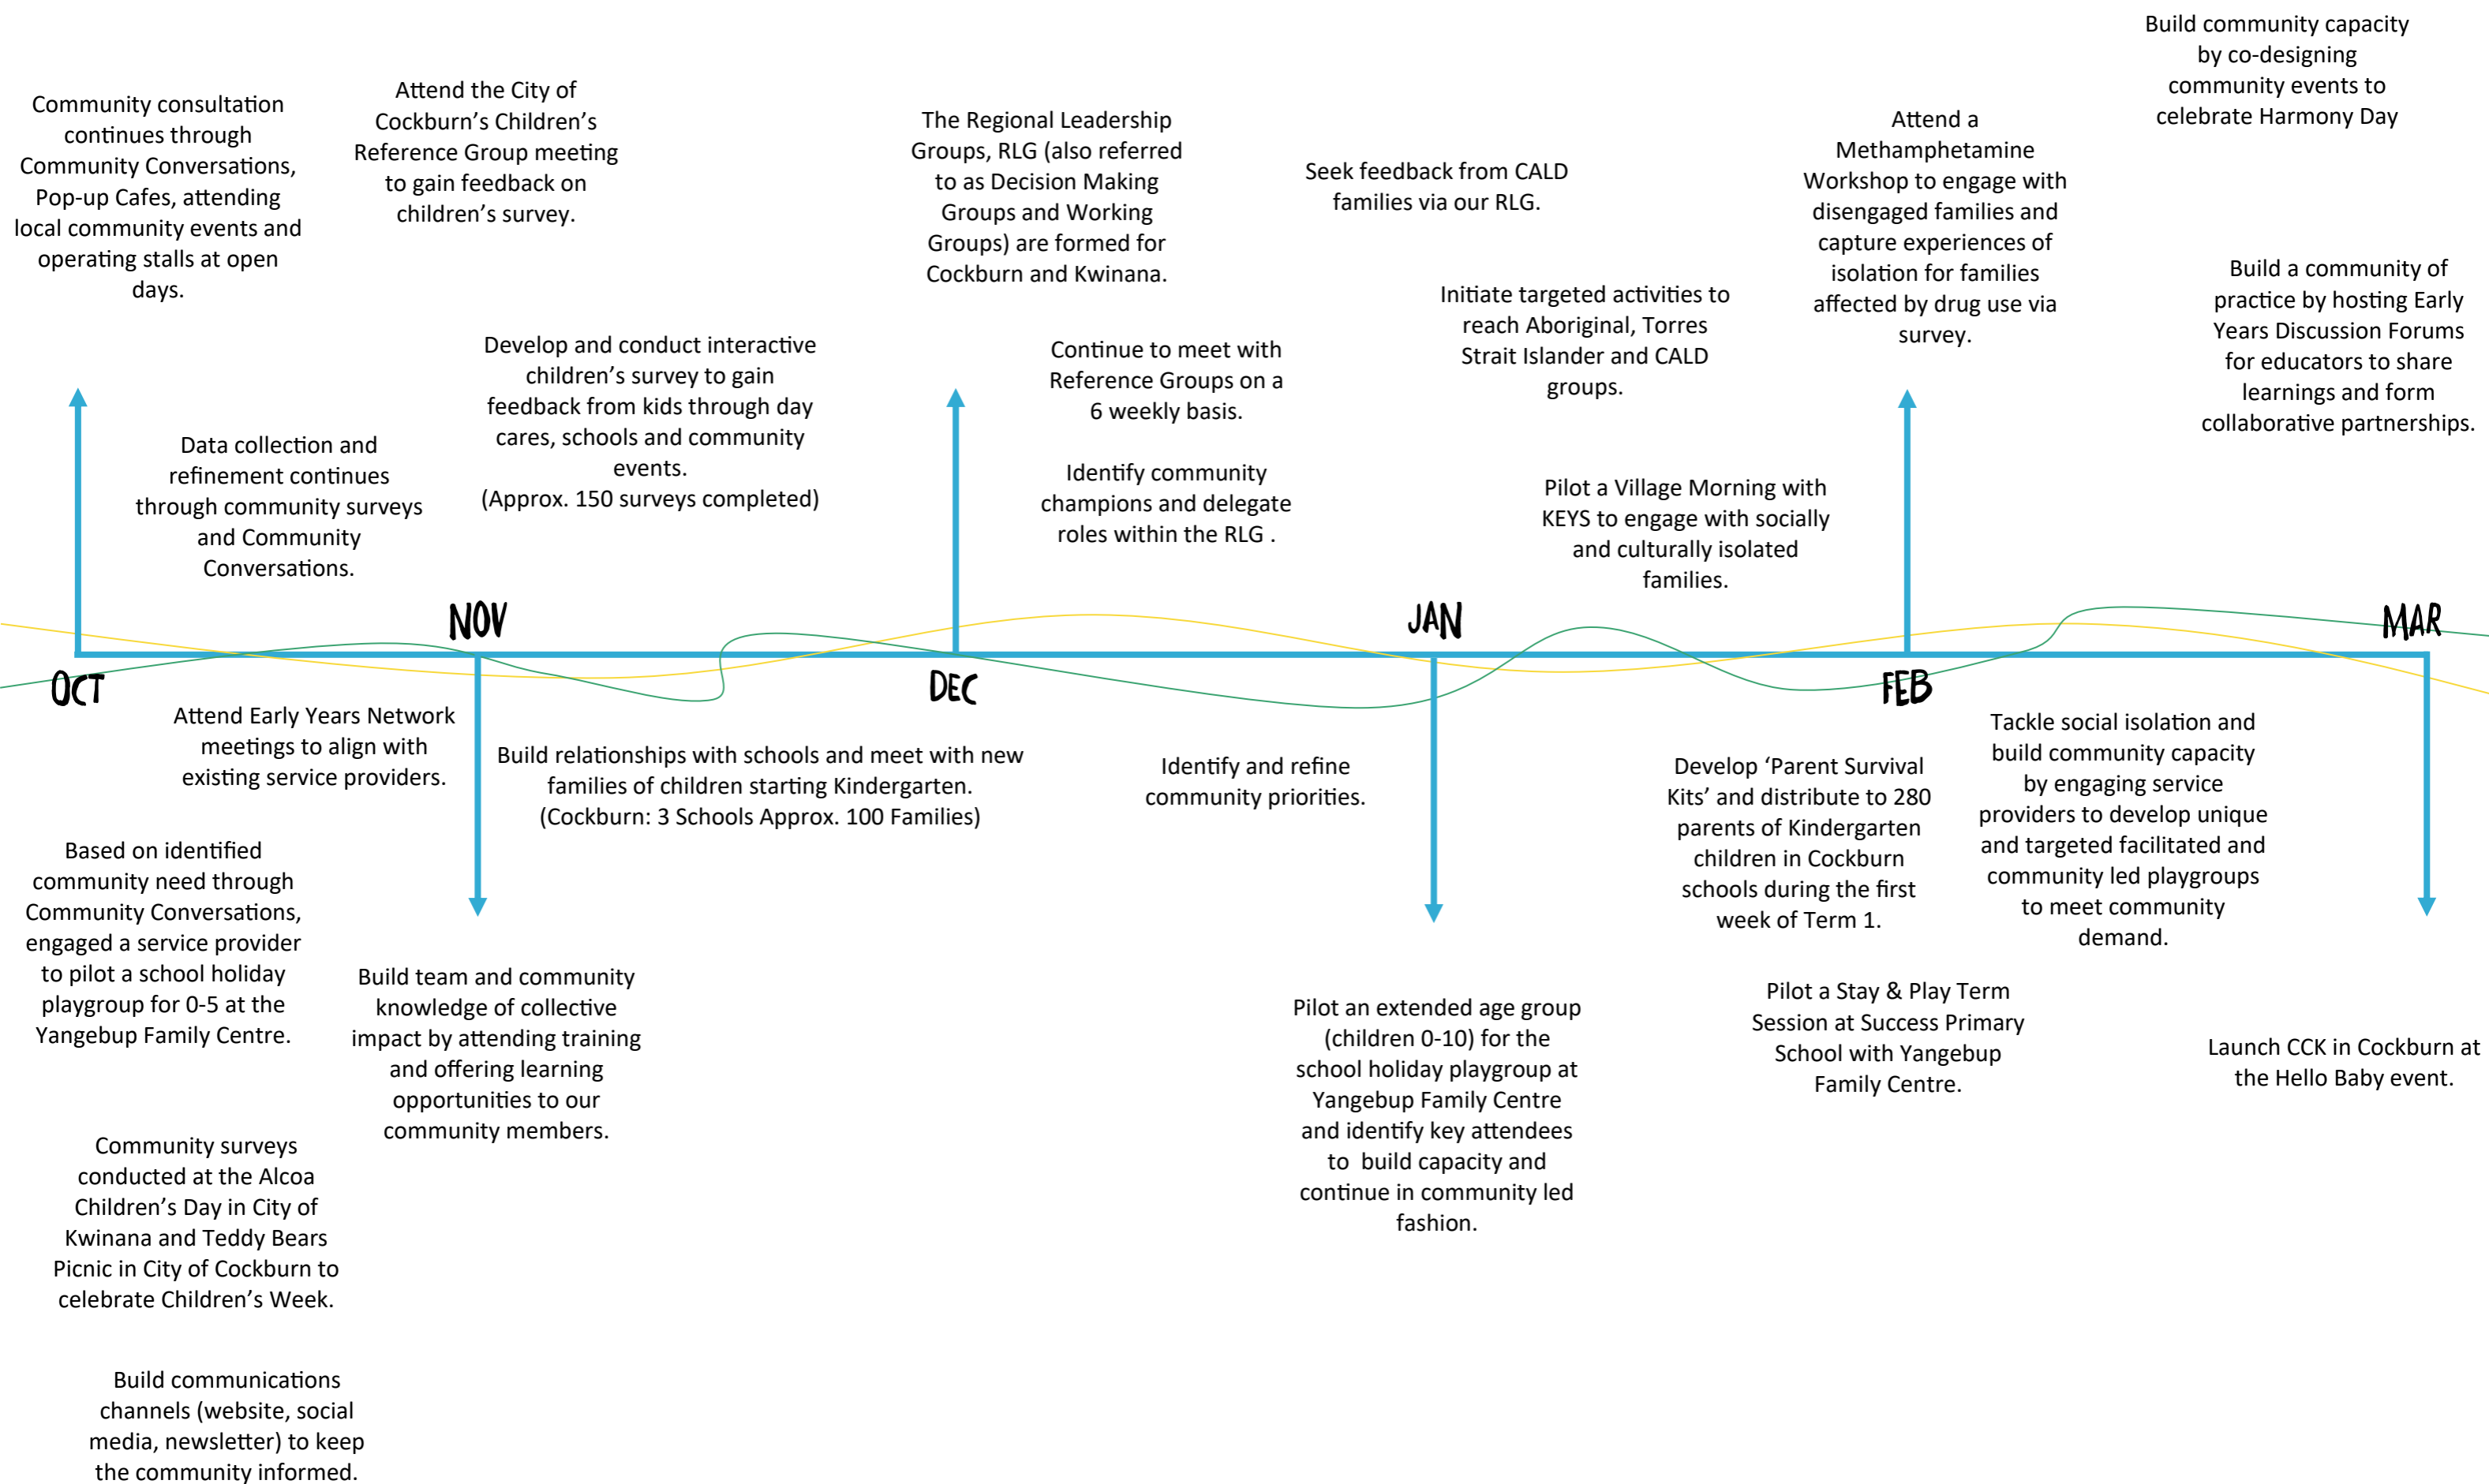 Community consultation
continues through
Community Conversations,
Pop-up Cafes, attending
local community events and
operating stalls at open
days.
Attend the City of
Cockburn's Children's
Reference Group meeting
to gain feedback on
children's survey.
Data collection and
refinement continues
through community surveys
and Community
Conversations.
Develop and conduct interactive
children's survey to gain
feedback from kids through day
cares, schools and community
events.
(Approx. 150 surveys completed)
The Regional Leadership
Groups, RLG (also referred
to as Decision Making
Groups and Working
Groups) are formed for
Cockburn and Kwinana.
Continue to meet with
Reference Groups on a
6 weekly basis.
Identify community
champions and delegate
roles within the RLG .
Seek feedback from CALD
families via our RLG.
Initiate targeted activities to
reach Aboriginal, Torres
Strait Islander and CALD
groups.
Pilot a Village Morning with
KEYS to engage with socially
and culturally isolated
families.
Attend a
Methamphetamine
Workshop to engage with
disengaged families and
capture experiences of
isolation for families
affected by drug use via
survey.
Build community capacity
by co-designing
community events to
celebrate Harmony Day
Build a community of
practice by hosting Early
Years Discussion Forums
for educators to share
learnings and form
collaborative partnerships.
OCT
NOV
DEC
JAN
FEB
MAR
Attend Early Years Network
meetings to align with
existing service providers.
Based on identified
community need through
Community Conversations,
engaged a service provider
to pilot a school holiday
playgroup for 0-5 at the
Yangebup Family Centre.
Community surveys
conducted at the Alcoa
Children's Day in City of
Kwinana and Teddy Bears
Picnic in City of Cockburn to
celebrate Children's Week.
Build communications
channels (website, social
media, newsletter) to keep
the community informed.
Build team and community
knowledge of collective
impact by attending training
and offering learning
opportunities to our
community members.
Build relationships with schools and meet with new
families of children starting Kindergarten.
(Cockburn: 3 Schools Approx. 100 Families)
Identify and refine
community priorities.
Pilot an extended age group
(children 0-10) for the
school holiday playgroup at
Yangebup Family Centre
and identify key attendees
to  build capacity and
continue in community led
fashion.
Develop 'Parent Survival
Kits' and distribute to 280
parents of Kindergarten
children in Cockburn
schools during the first
week of Term 1.
Pilot a Stay & Play Term
Session at Success Primary
School with Yangebup
Family Centre.
Tackle social isolation and
build community capacity
by engaging service
providers to develop unique
and targeted facilitated and
community led playgroups
to meet community
demand.
Launch CCK in Cockburn at
the Hello Baby event.